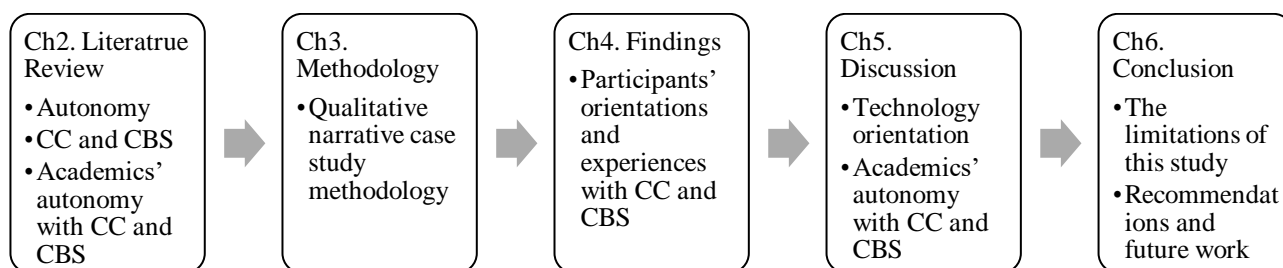 Ch2. Literatrue
Review
•Autonomy
•CC and CBS
•Academics’
autonomy
with CC and
CBS
Ch3.
Methodology
•Qualitative
narrative case
study
methodology
Ch4. Findings
•Participants’
orientations
and
experiences
with CC and
CBS
Ch5.
Discussion
•Technology
orientation
•Academics’
autonomy
with CC and
CBS
Ch6.
Conclusion
•The
limitations of
this study
•Recommendat
ions and
future work